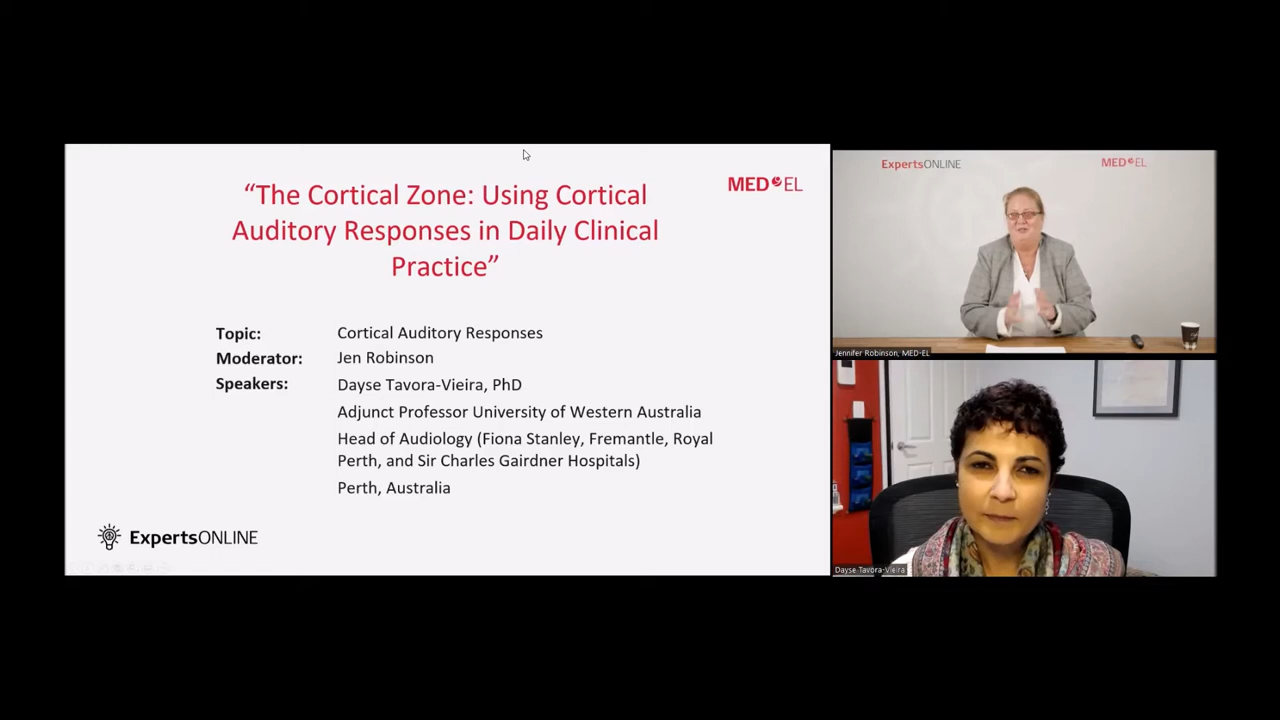 “The Cortical Zone: Using Cortical
Auditory Responses in Daily Clinical
Practice”
MED EL
Topic: Cortical Auditory Responses
Moderator: Jen Robinson
Speakers: Dayse Tavora-Vieira, PhD
Adjunct Professor University of Western Australia
Head of Audiology (Fiona Stanley, Fremantle, Royal
Perth, and Sir Charles Gairdner Hospitals)
Perth, Australia
ExpertsONLINE
ExpertsONLINE
MED EL
Jennifer Robinson, MED-EL
Dayse Tavora-Vieira